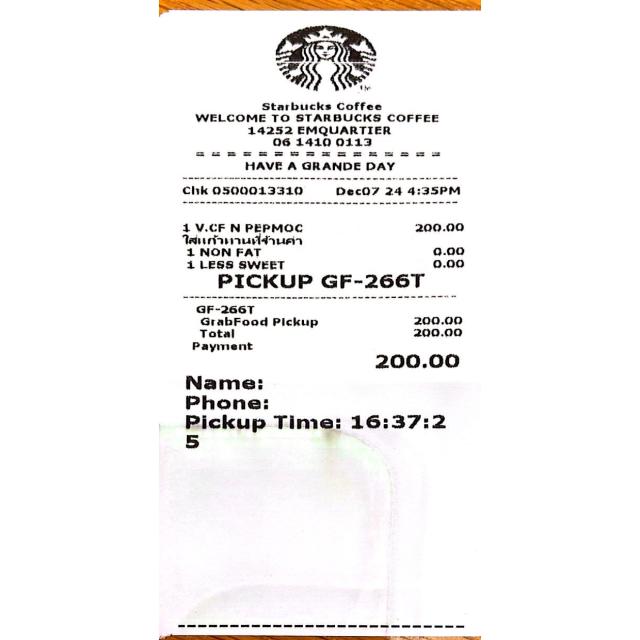 Starbucks Coffee
WELCOME TO STARBUCKS COFFEE
14252 EMQUARTIER
06 1410 0113
HAVE A GRANDE DAY
Chk 0500013310 Dec07 24 4:35PM
1 V.CF N PEPMOC 200.00
ใส่แก้วทานที่ร้านค่า
1 NON FAT 0.00
1 LESS SWEET 0.00
PICKUP GF-266T
GF-266T
GrabFood Pickup 200.00
Total 200.00
Payment
200.00
Name:
Phone:
Pickup Time: 16:37:2
5